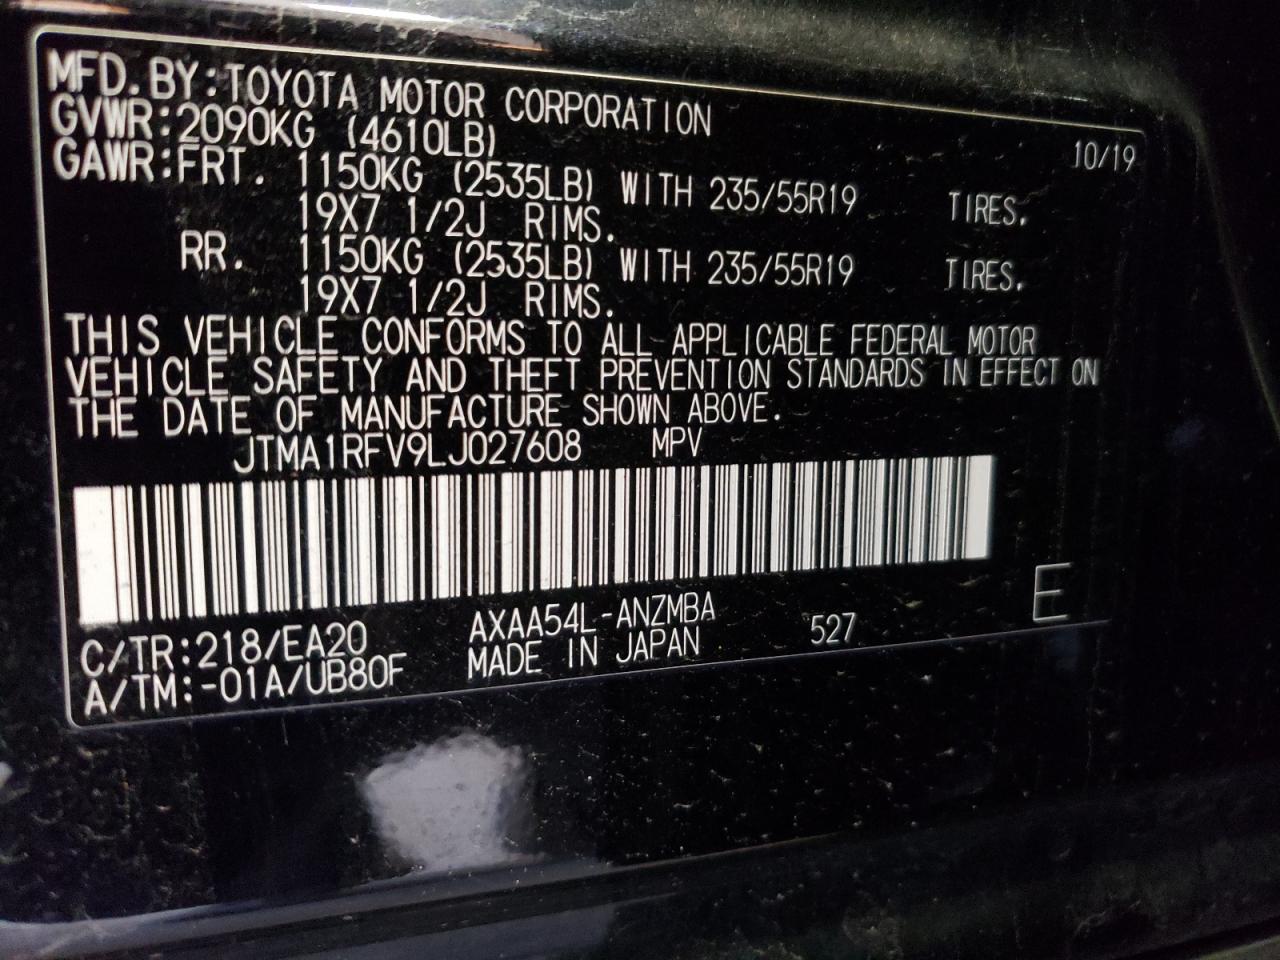 MFD.BY:TOYOTA MOTOR CORPORATION 10/19
GVWR:2090KG (4610LB)
GAWR:FRT. 1150KG (2535LB) WITH 235/55R19 TIRES.
19X7 1/2J RIMS.
RR. 1150KG (2535LB) WITH 235/55R19 TIRES.
19X7 1/2J RIMS.
THIS VEHICLE CONFORMS TO ALL APPLICABLE FEDERAL MOTOR
VEHICLE SAFETY AND THEFT PREVENTION STANDARDS IN EFFECT ON
THE DATE OF MANUFACTURE SHOWN ABOVE.
JTMA1RFV9LJ027608 MPV
C/TR:218/EA20 AXAA54L-ANZMBA 527 E
A/TM:-01A/UB80F MADE IN JAPAN